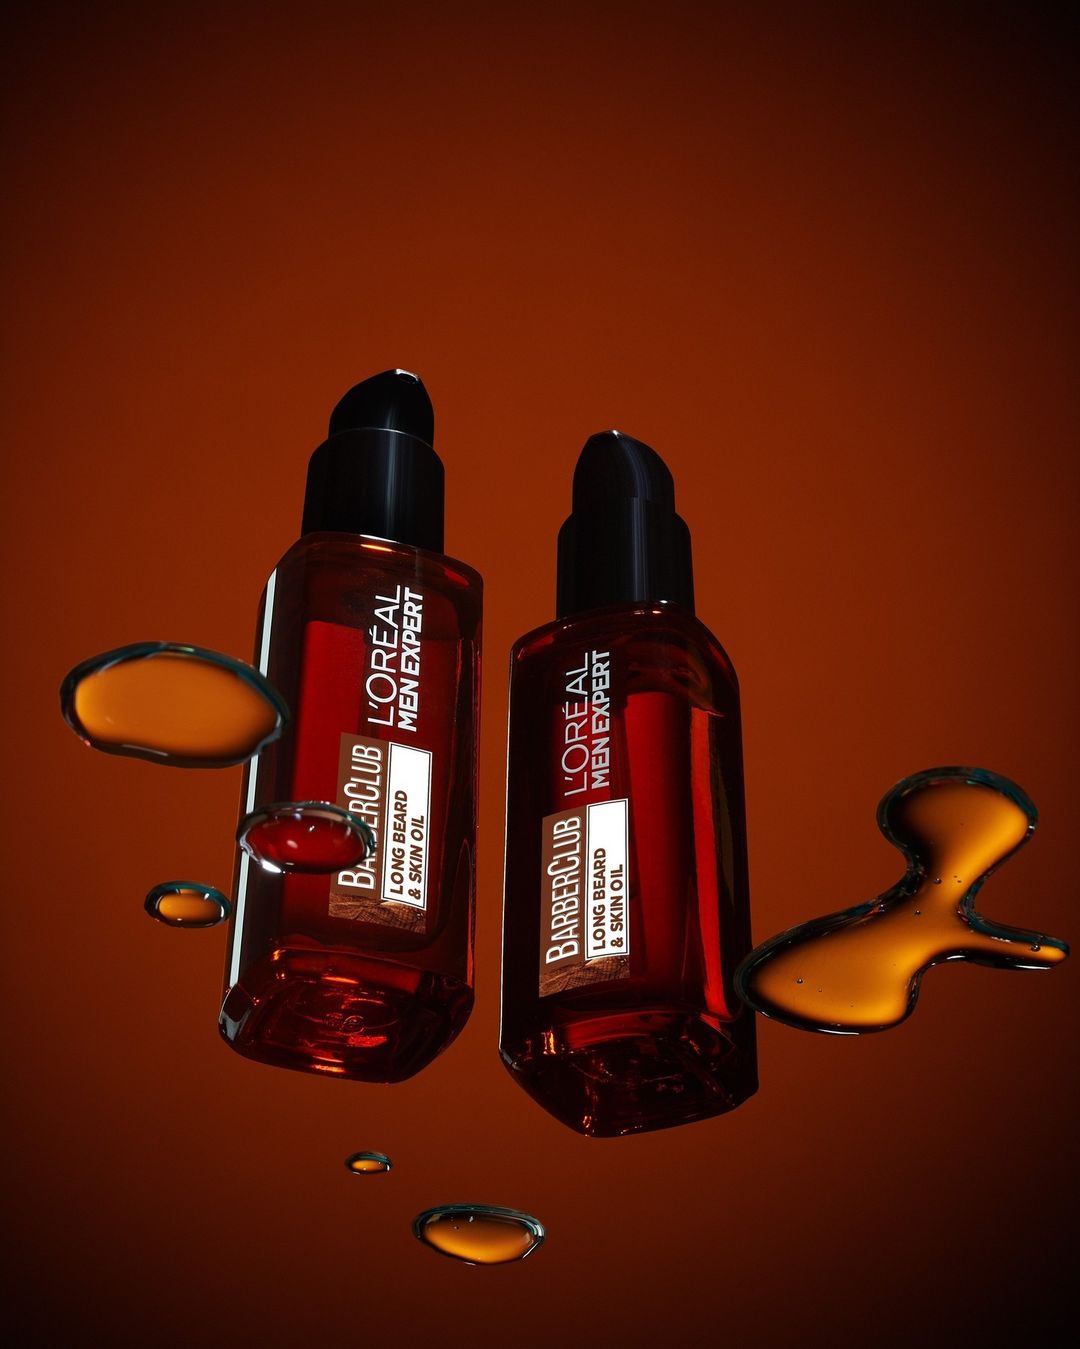 L'ORÉAL
MEN EXPERT
BARBERCLUB
LONG BEARD
& SKIN OIL
L'ORÉAL
MEN EXPERT
BARBERCLUB
LONG BEARD
& SKIN OIL